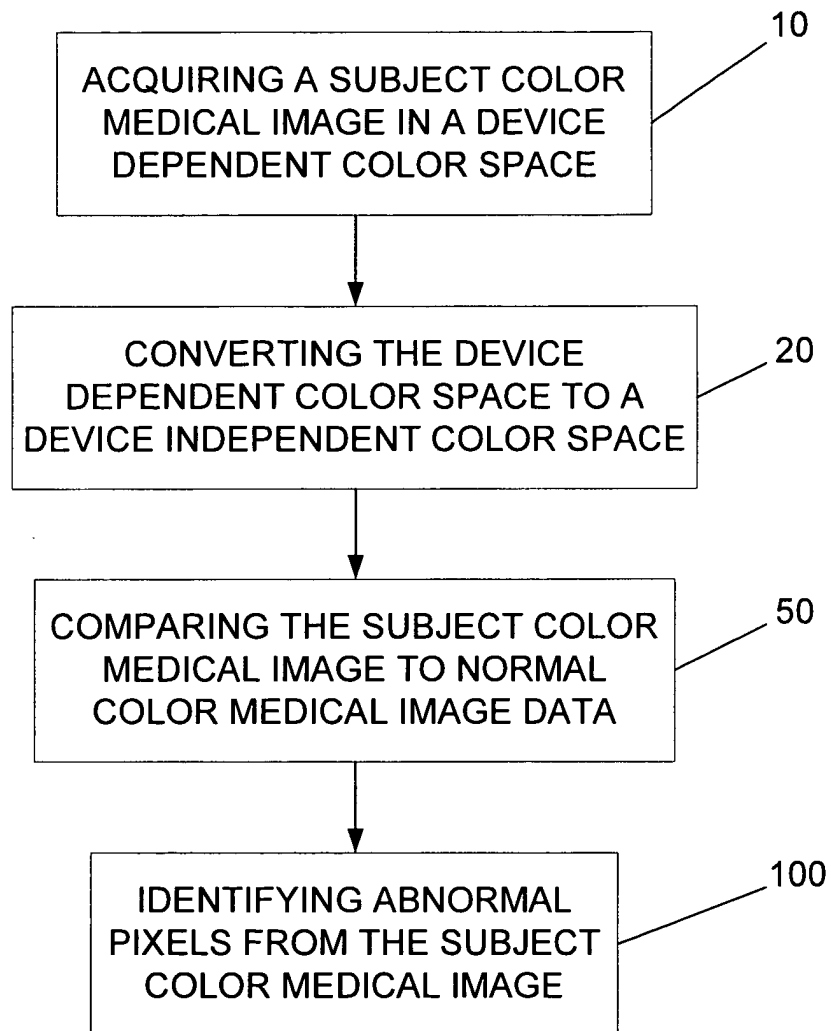 10
ACQUIRING A SUBJECT COLOR
MEDICAL IMAGE IN A DEVICE
DEPENDENT COLOR SPACE
20
CONVERTING THE DEVICE
DEPENDENT COLOR SPACE TO A
DEVICE INDEPENDENT COLOR SPACE
50
COMPARING THE SUBJECT COLOR
MEDICAL IMAGE TO NORMAL
COLOR MEDICAL IMAGE DATA
100
IDENTIFYING ABNORMAL
PIXELS FROM THE SUBJECT
COLOR MEDICAL IMAGE